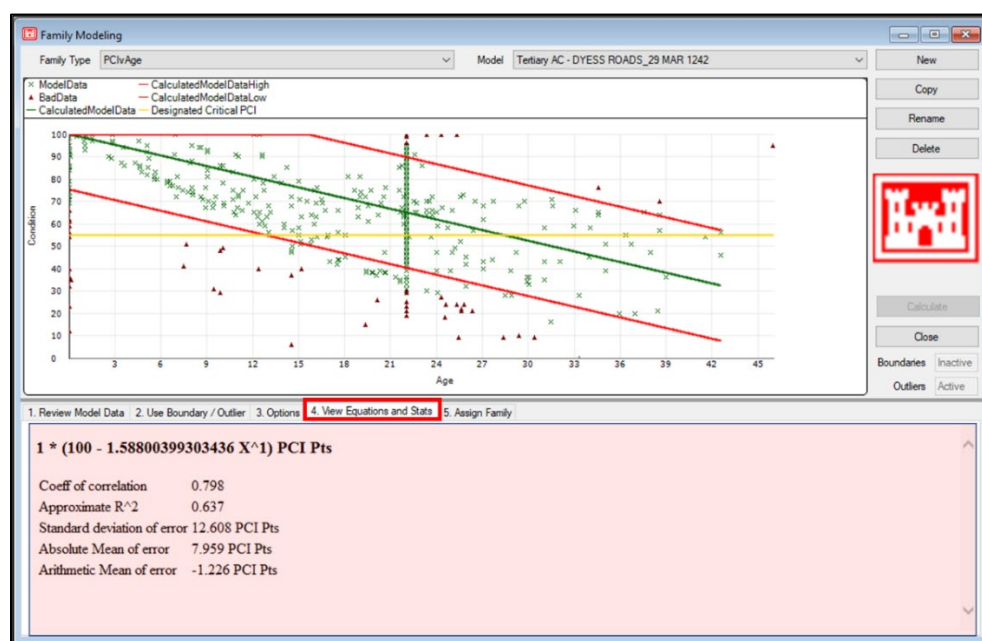 Family Modeling
Family Type PCIvAge Model Tertiary AC - DYESS ROADS_29 MAR 1242
New
Copy
Rename
Delete
Calculate
Close
Boundaries Inactive
Outliers Active
ModelData CalculatedModelDataHigh
BadData CalculatedModelDataLow
CalculatedModelData Designated Critical PCI
Condition
100
90
80
70
60
50
40
30
20
10
0
3 6 9 12 15 18 21 24 27 30 33 36 39 42 45
Age
1. Review Model Data 2. Use Boundary / Outlier 3. Options 4. View Equations and Stats 5. Assign Family
1 * (100 - 1.58800399303436 X^1) PCI Pts
Coeff of correlation 0.798
Approximate R^2 0.637
Standard deviation of error 12.608 PCI Pts
Absolute Mean of error 7.959 PCI Pts
Arithmetic Mean of error -1.226 PCI Pts